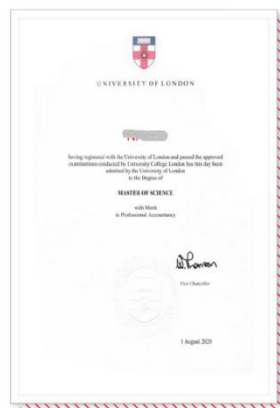 UNIVERSITY OF LONDON
having registered with the University of London and passed the approved
examinations conducted by University College London has this day been
admitted by the University of London
to the Degree of
MASTER OF SCIENCE
with Merit
in Professional Accountancy
Vice-Chancellor
1 August 2020